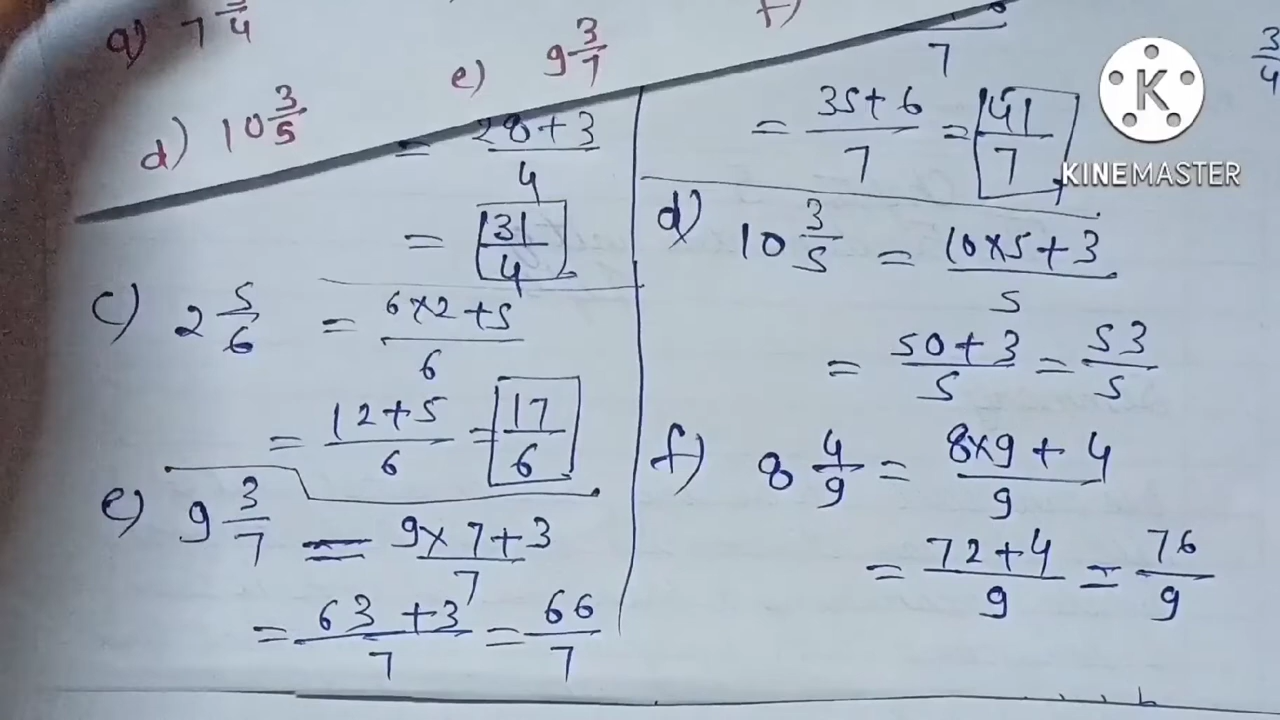 a) 7 3/4
e) 9 3/7
f)
d) 10 3/5
3/4
= 28+3/4
= 31/4
7
= 35+6/7 = 41/7
c) 2 5/6 = 6×2+5/6
= 12+5/6 = 17/6
d) 10 3/5 = 10×5+3/5
= 50+3/5 = 53/5
e) 9 3/7 = 9×7+3/7
= 63+3/7 = 66/7
f) 8 4/9 = 8×9+4/9
= 72+4/9 = 76/9
K
KINEMASTER